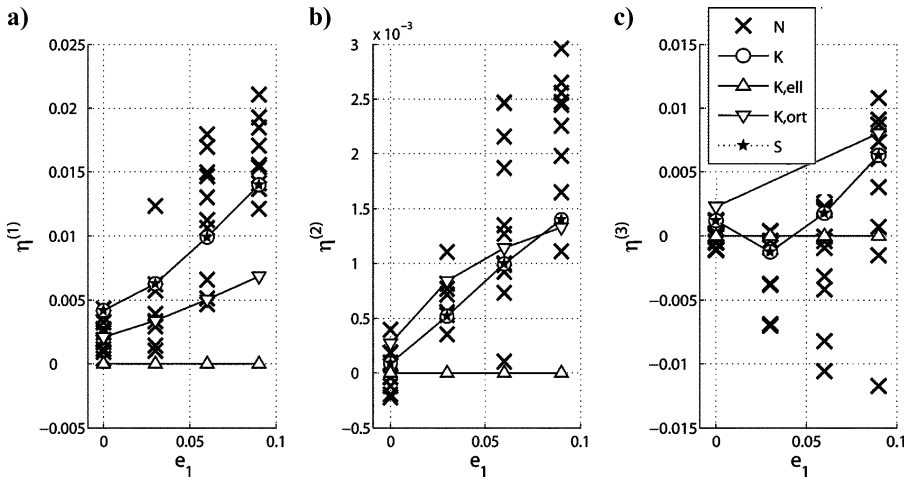 a)
0.025
0.02
0.015
0.01
0.005
0
−0.005
0
0.05
0.1
η(1)
e1
b)
x 10−3
3
2.5
2
1.5
1
0.5
0
−0.5
0
0.05
0.1
η(2)
e1
c)
0.015
0.01
0.005
0
−0.005
−0.01
−0.015
0
0.05
0.1
η(3)
e1
N
K
K,ell
K,ort
S